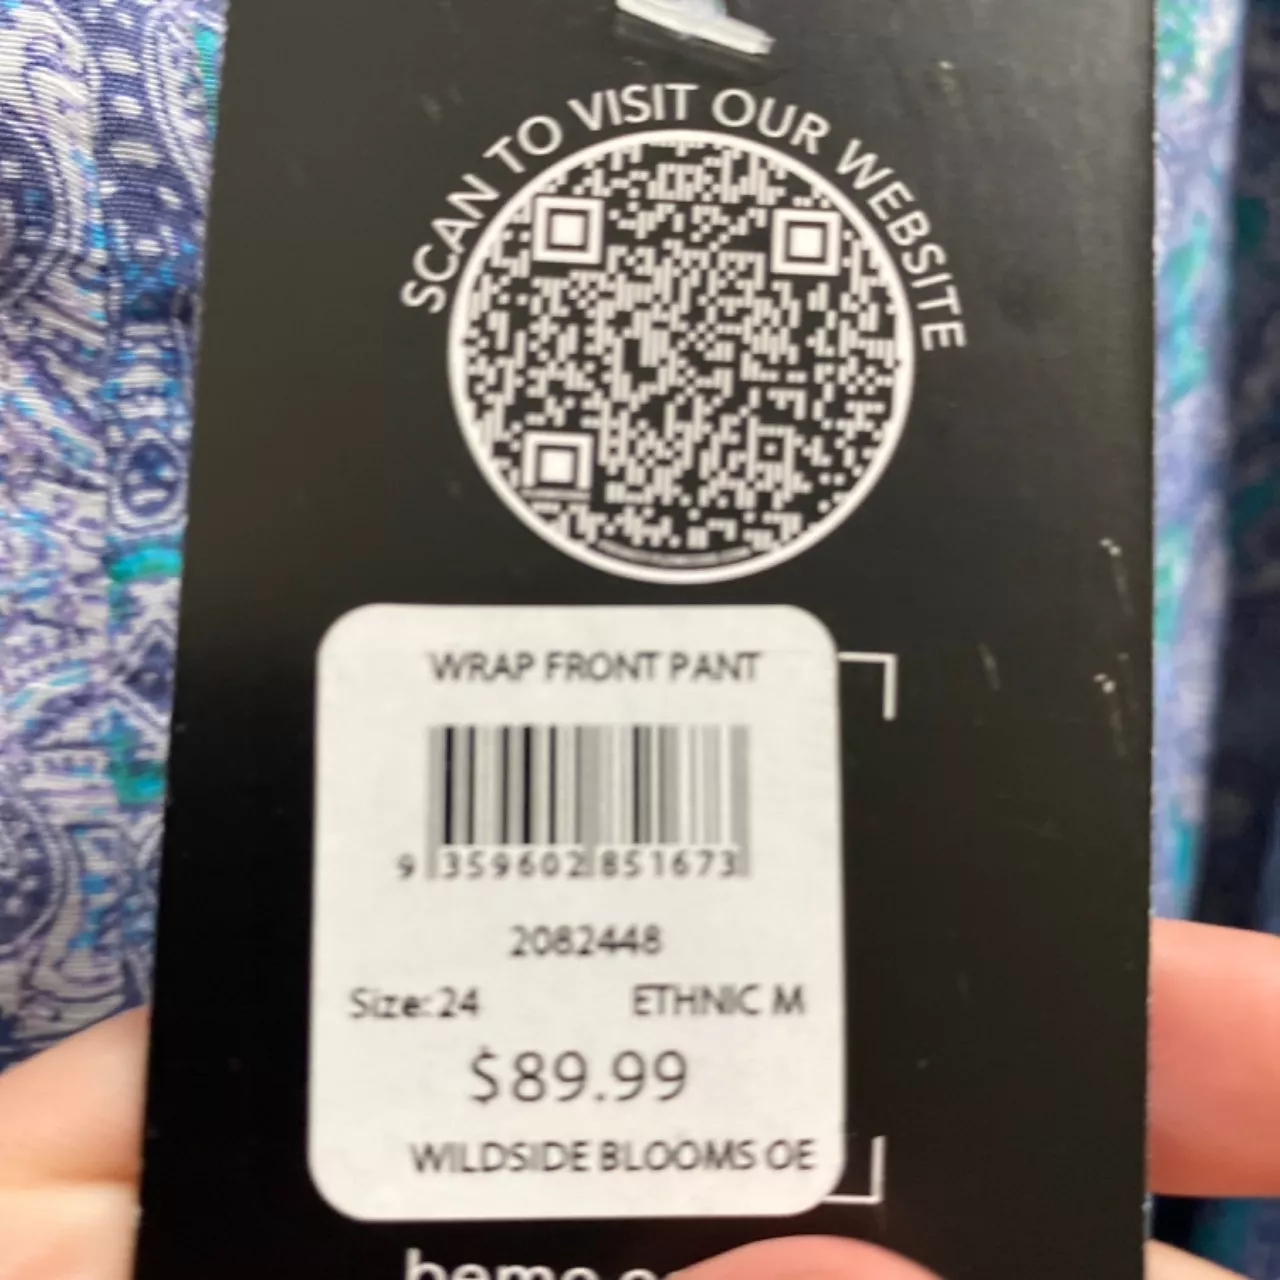 SCAN TO VISIT OUR WEBSITE
WRAP FRONT PANT
9 359602 851673
2082448
Size:24 ETHNIC M
$89.99
WILDSIDE BLOOMS OE